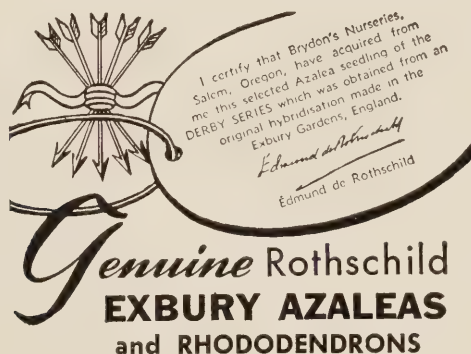 I certify that Brydon's Nurseries,
Salem, Oregon, have acquired from
me this selected Azalea seedling of the
DERBY SERIES which was obtained from an
original hybridisation made in the
Exbury Gardens, England.
Edmund de Rothschild
Édmund de Rothschild
Genuine Rothschild
EXBURY AZALEAS
and RHODODENDRONS